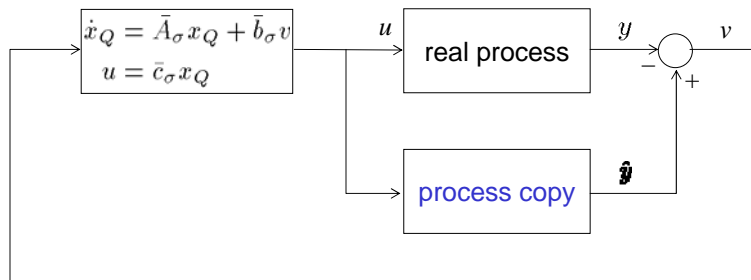 ẋ_Q = Ā_σ x_Q + b̄_σ v
u = c̄_σ x_Q
u
real process
y
−
v
+
process copy
ŷ